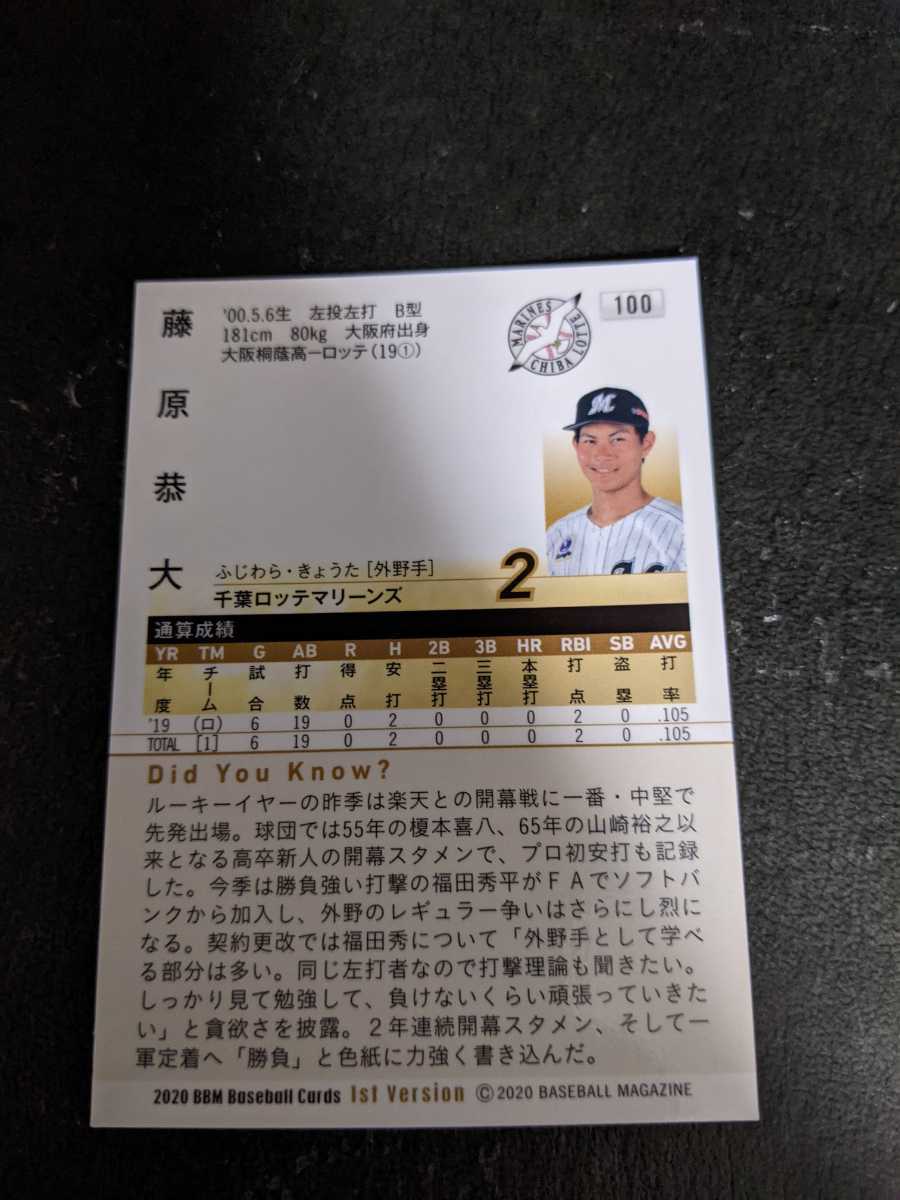 藤原恭大
'00.5.6生 左投左打 B型
181cm 80kg 大阪府出身
大阪桐蔭高ーロッテ(19①)
MARINES
CHIBA LOTTE
100
M
ふじわら・きょうた [外野手]
千葉ロッテマリーンズ
2
通算成績
YR TM G AB R H 2B 3B HR RBI SB AVG
年度 チーム 試合 打数 得点 安打 二塁打 三塁打 本塁打 打点 盗塁 打率
'19 (ロ) 6 19 0 2 0 0 0 2 0 .105
TOTAL [1] 6 19 0 2 0 0 0 2 0 .105
Did You Know?
ルーキーイヤーの昨季は楽天との開幕戦に一番・中堅で
先発出場。球団では55年の榎本喜八、65年の山崎裕之以
来となる高卒新人の開幕スタメンで、プロ初安打も記録
した。今季は勝負強い打撃の福田秀平がＦＡでソフトバ
ンクから加入し、外野のレギュラー争いはさらにし烈に
なる。契約更改では福田秀について「外野手として学べ
る部分は多い。同じ左打者なので打撃理論も聞きたい。
しっかり見て勉強して、負けないくらい頑張っていきた
い」と貪欲さを披露。２年連続開幕スタメン、そして一
軍定着へ「勝負」と色紙に力強く書き込んだ。
2020 BBM Baseball Cards 1st Version ©2020 BASEBALL MAGAZINE